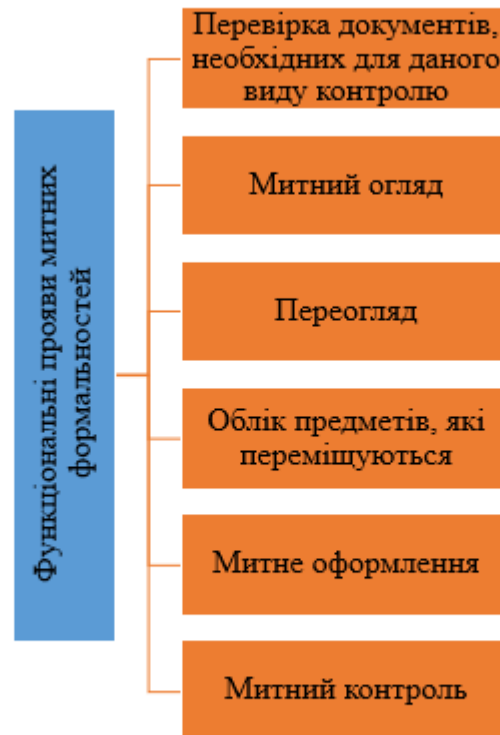 Функціональні прояви митних
формальностей
Перевірка документів,
необхідних для даного
виду контролю
Митний огляд
Переогляд
Облік предметів, які
переміщуються
Митне оформлення
Митний контроль